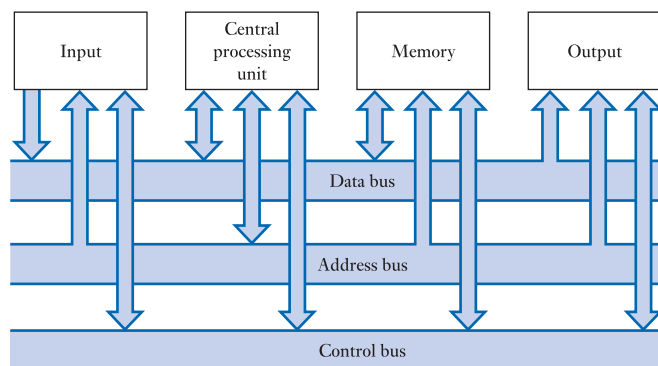 Input
Central
processing
unit
Memory
Output
Data bus
Address bus
Control bus